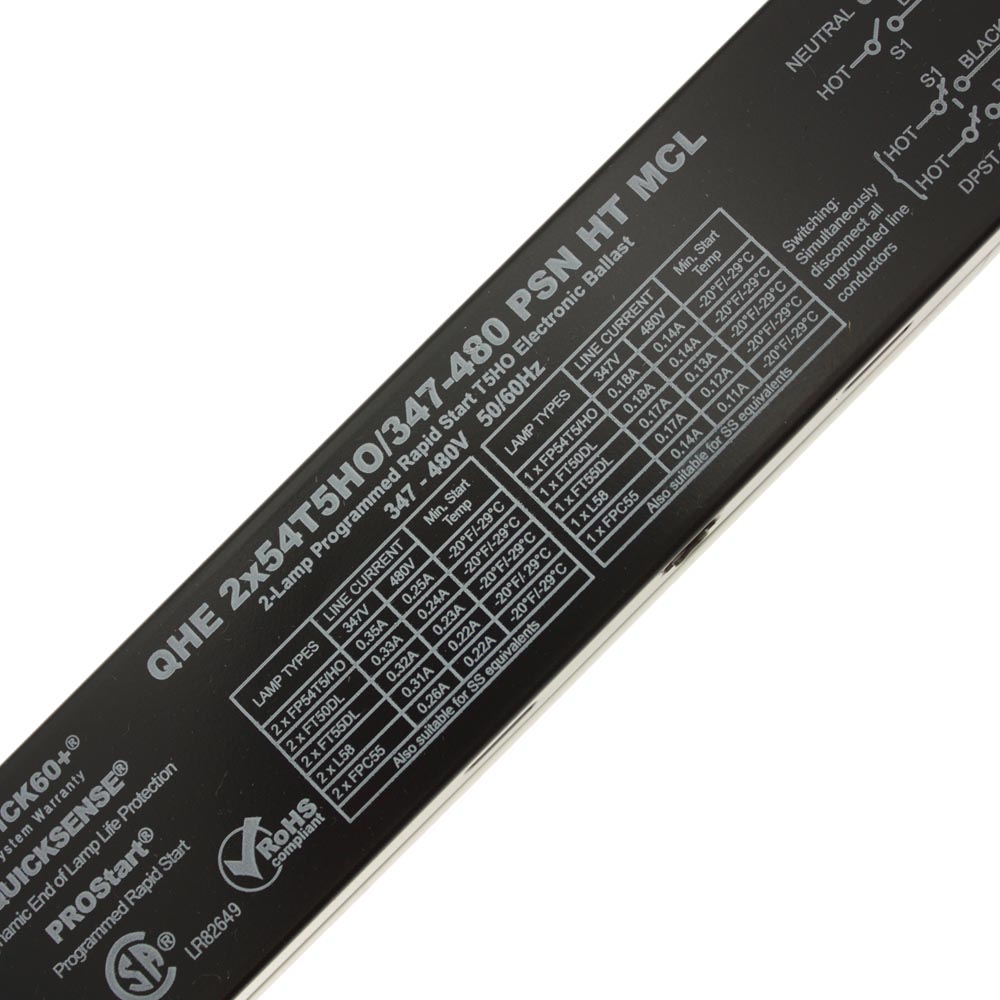 QHE 2x54T5HO/347-480 PSN HT MCL
2-Lamp Programmed Rapid Start T5HO Electronic Ballast
347 - 480V 50/60Hz
LAMP TYPES LINE CURRENT Min. Start Temp
347V 480V
2 x FP54T5/HO 0.35A 0.25A -20°F/-29°C
2 x FT50DL 0.33A 0.24A -20°F/-29°C
2 x FT55DL 0.32A 0.23A -20°F/-29°C
2 x L58 0.31A 0.22A -20°F/-29°C
2 x FPC55 0.26A 0.22A -20°F/-29°C
Also suitable for SS equivalents
LAMP TYPES LINE CURRENT Min. Start Temp
347V 480V
1 x FP54T5/HO 0.18A 0.14A -20°F/-29°C
1 x FT50DL 0.18A 0.14A -20°F/-29°C
1 x FT55DL 0.17A 0.13A -20°F/-29°C
1 x L58 0.17A 0.12A -20°F/-29°C
1 x FPC55 0.14A 0.11A -20°F/-29°C
Also suitable for SS equivalents
60+®
Warranty
QUICKSENSE®
End of Lamp Life Protection
PROStart®
Programmed Rapid Start
SA ®
LR82649
RoHS
compliant
NEUTRAL
HOT S1
S1 BLACK
HOT
HOT
Switching:
Simultaneously
disconnect all
ungrounded line
conductors